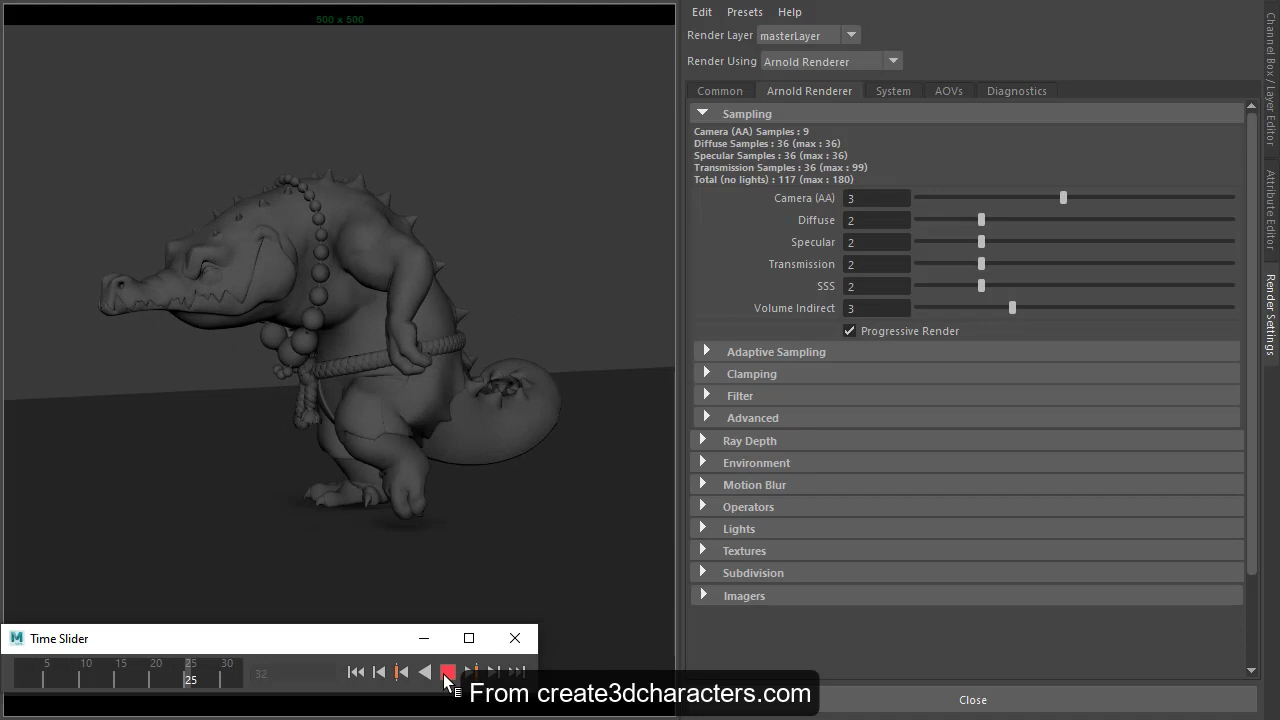 500 x 500
Edit Presets Help
Render Layer masterLayer
Render Using Arnold Renderer
Common Arnold Renderer System AOVs Diagnostics
Sampling
Camera (AA) Samples : 9
Diffuse Samples : 36 (max : 36)
Specular Samples : 36 (max : 36)
Transmission Samples : 36 (max : 99)
Total (no lights) : 117 (max : 180)
Camera (AA) 3
Diffuse 2
Specular 2
Transmission 2
SSS 2
Volume Indirect 3
Progressive Render
Adaptive Sampling
Clamping
Filter
Advanced
Ray Depth
Environment
Motion Blur
Operators
Lights
Textures
Subdivision
Imagers
Close
Channel Box / Layer Editor
Attribute Editor
Render Settings
M Time Slider
5 10 15 20 25 30
25
32
From create3dcharacters.com